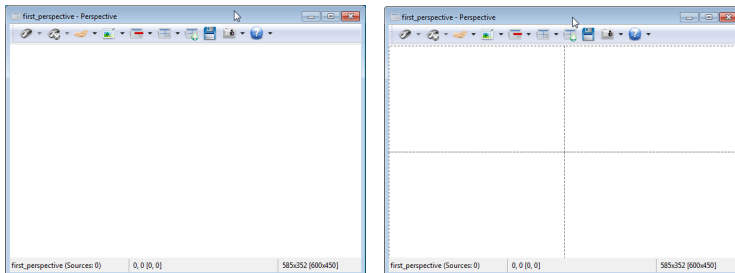 first_perspective - Perspective
first_perspective (Sources: 0) 0, 0 [0, 0] 585x352 [600x450]
first_perspective - Perspective
first_perspective (Sources: 0) 0, 0 [0, 0] 585x352 [600x450]